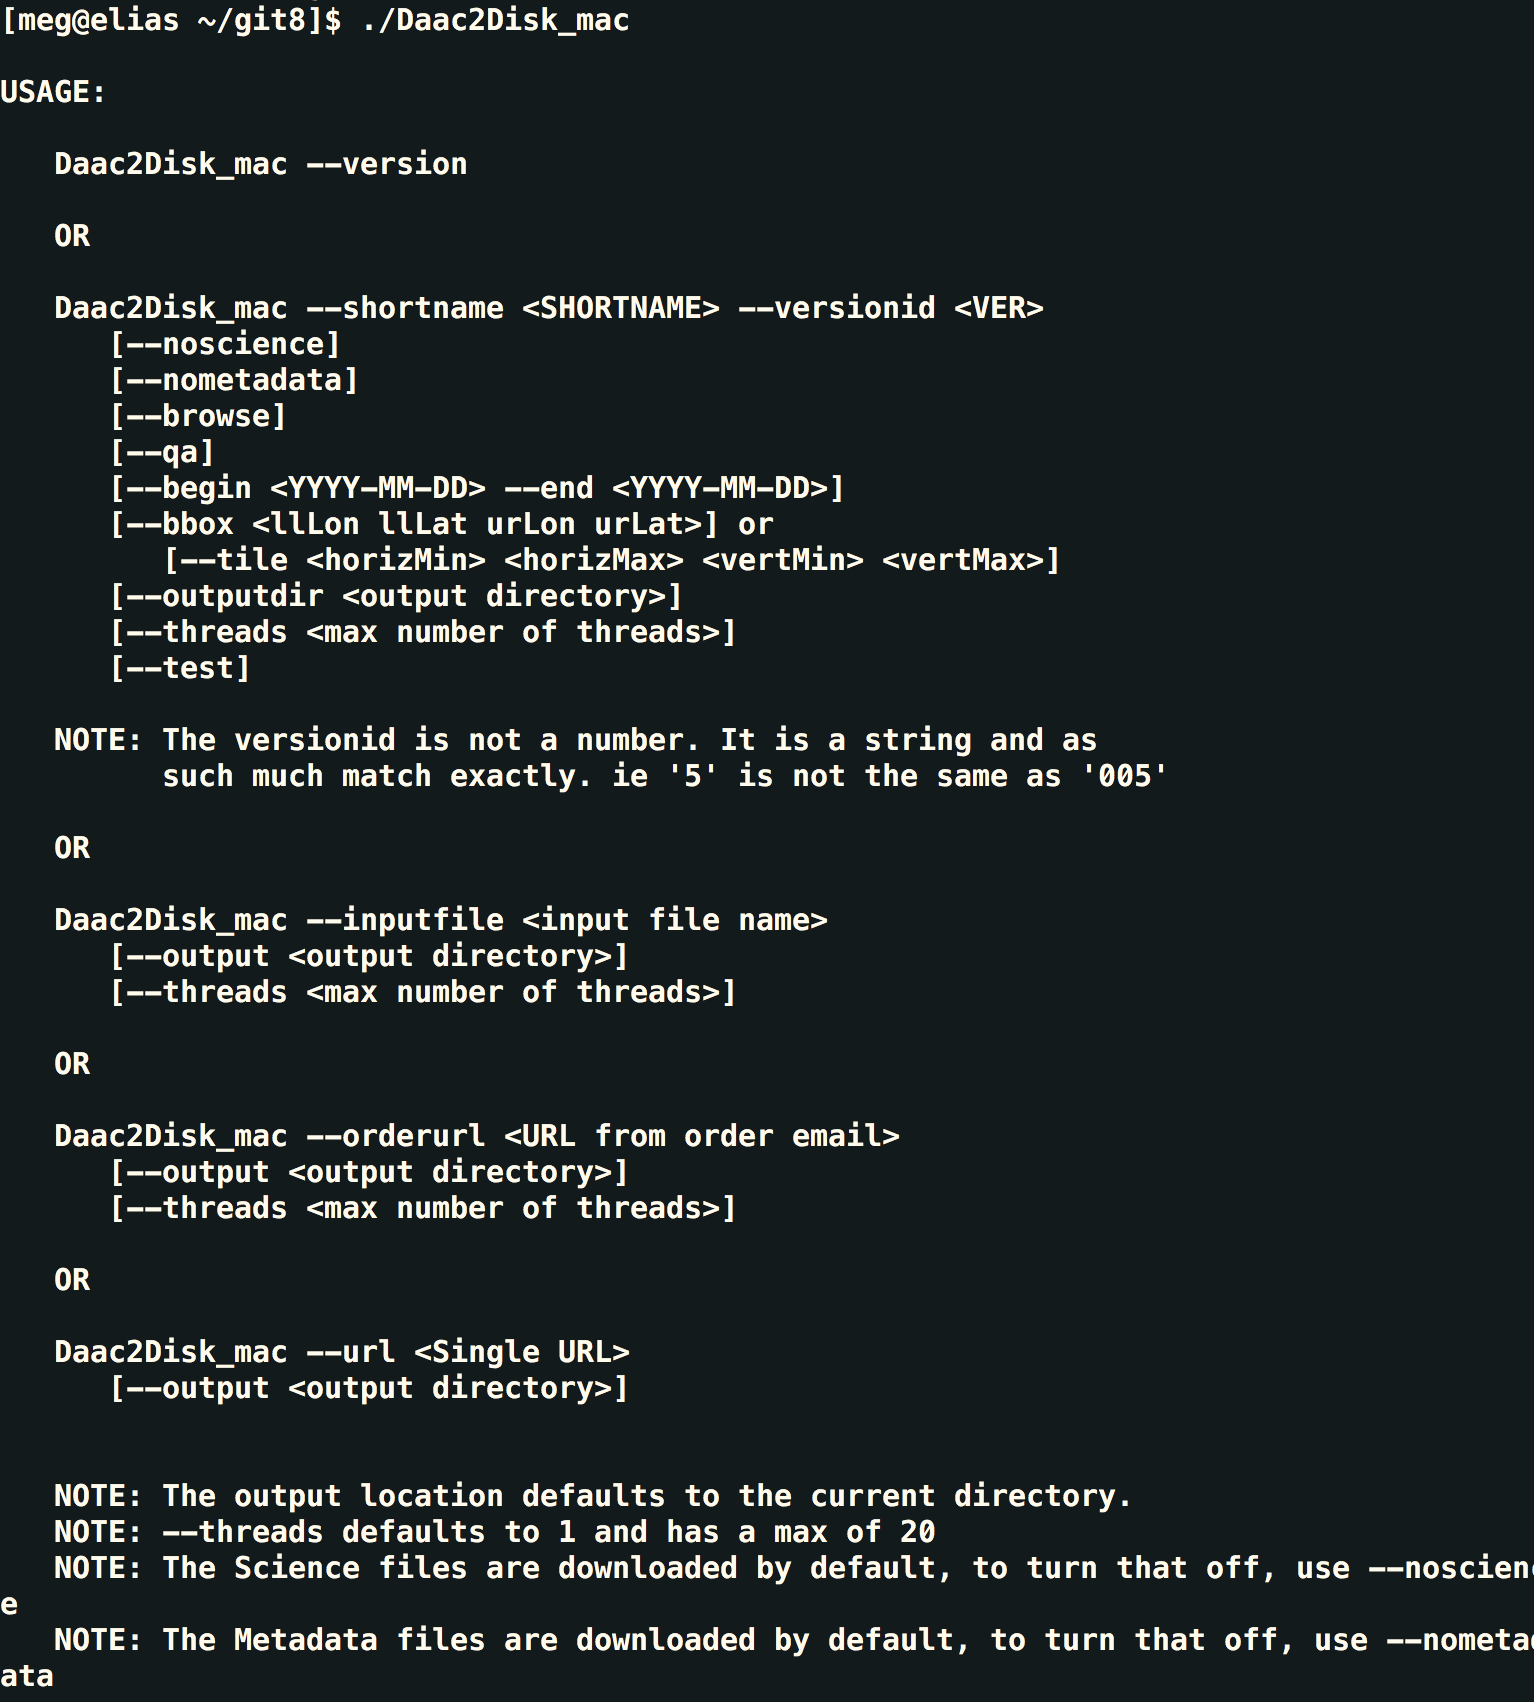 [meg@elias ~/git8]$ ./Daac2Disk_mac
USAGE:
Daac2Disk_mac --version
OR
Daac2Disk_mac --shortname <SHORTNAME> --versionid <VER>
[--noscience]
[--nometadata]
[--browse]
[--qa]
[--begin <YYYY-MM-DD> --end <YYYY-MM-DD>]
[--bbox <llLon llLat urLon urLat>] or
[--tile <horizMin> <horizMax> <vertMin> <vertMax>]
[--outputdir <output directory>]
[--threads <max number of threads>]
[--test]
NOTE: The versionid is not a number. It is a string and as
such much match exactly. ie '5' is not the same as '005'
OR
Daac2Disk_mac --inputfile <input file name>
[--output <output directory>]
[--threads <max number of threads>]
OR
Daac2Disk_mac --orderurl <URL from order email>
[--output <output directory>]
[--threads <max number of threads>]
OR
Daac2Disk_mac --url <Single URL>
[--output <output directory>]
NOTE: The output location defaults to the current directory.
NOTE: --threads defaults to 1 and has a max of 20
NOTE: The Science files are downloaded by default, to turn that off, use --noscienc
e
NOTE: The Metadata files are downloaded by default, to turn that off, use --nometad
ata